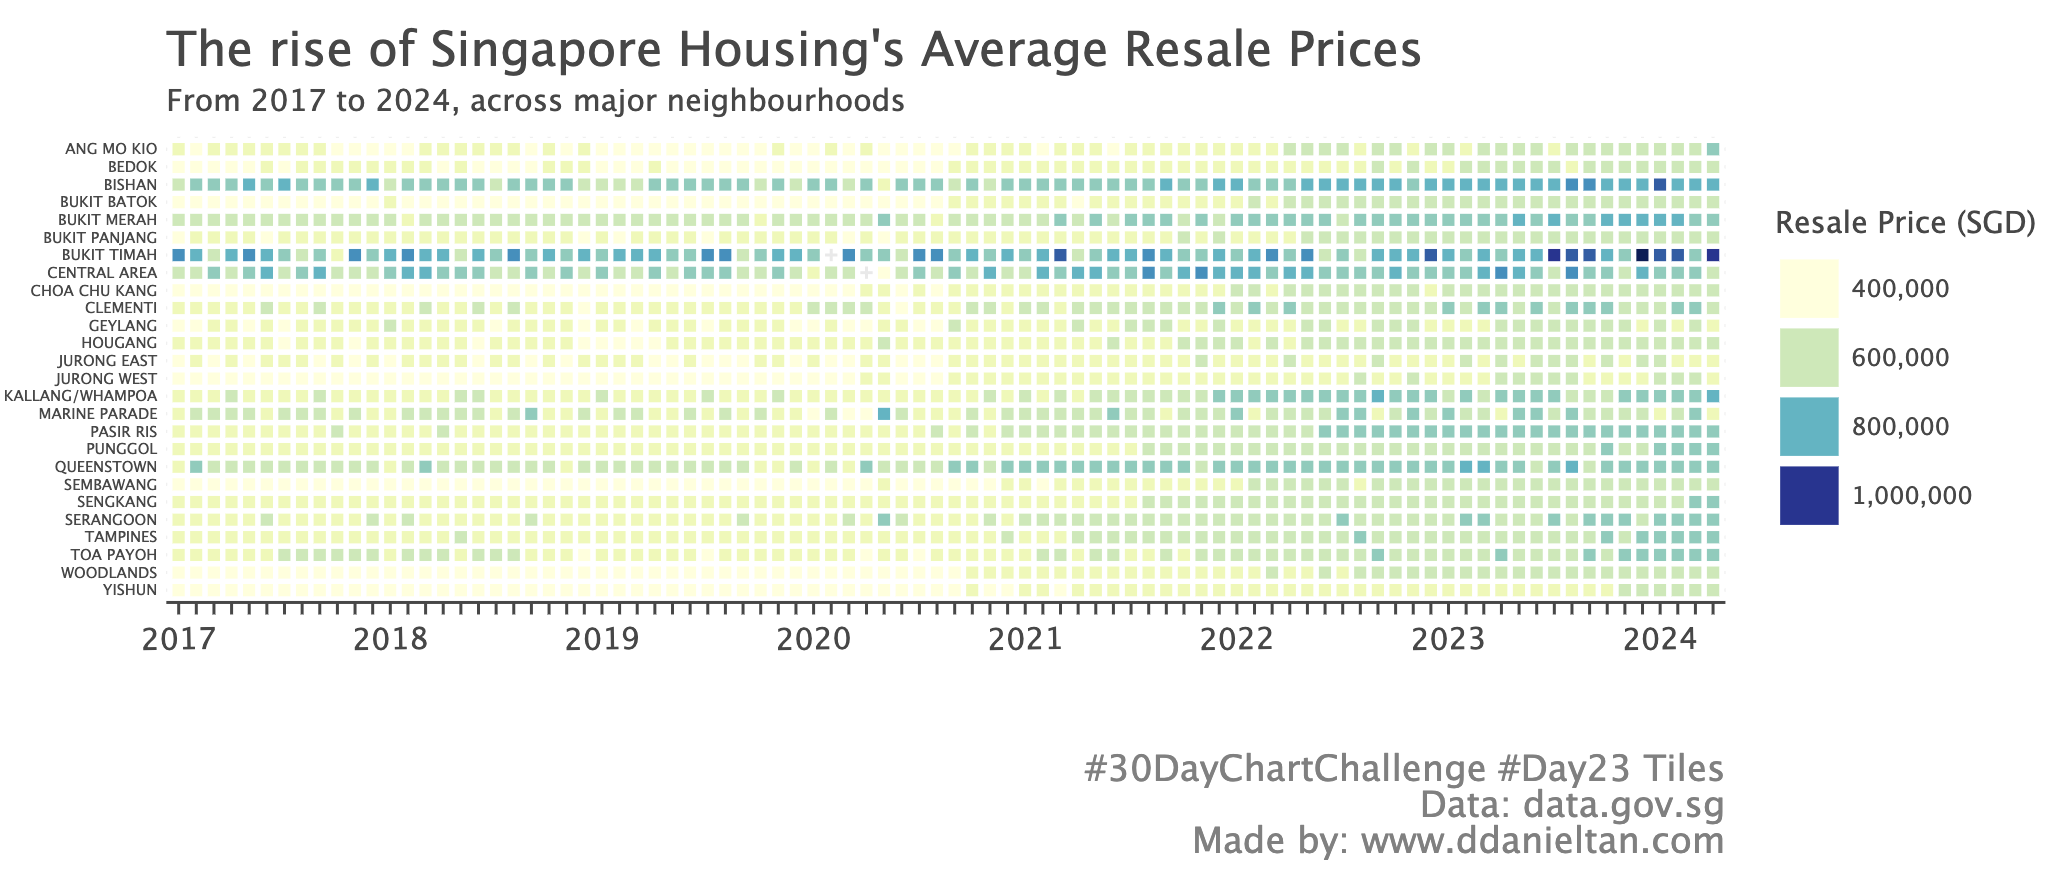 The rise of Singapore Housing's Average Resale Prices
From 2017 to 2024, across major neighbourhoods
ANG MO KIO
BEDOK
BISHAN
BUKIT BATOK
BUKIT MERAH
BUKIT PANJANG
BUKIT TIMAH
CENTRAL AREA
CHOA CHU KANG
CLEMENTI
GEYLANG
HOUGANG
JURONG EAST
JURONG WEST
KALLANG/WHAMPOA
MARINE PARADE
PASIR RIS
PUNGGOL
QUEENSTOWN
SEMBAWANG
SENGKANG
SERANGOON
TAMPINES
TOA PAYOH
WOODLANDS
YISHUN
2017 2018 2019 2020 2021 2022 2023 2024
Resale Price (SGD)
400,000
600,000
800,000
1,000,000
#30DayChartChallenge #Day23 Tiles
Data: data.gov.sg
Made by: www.ddanieltan.com